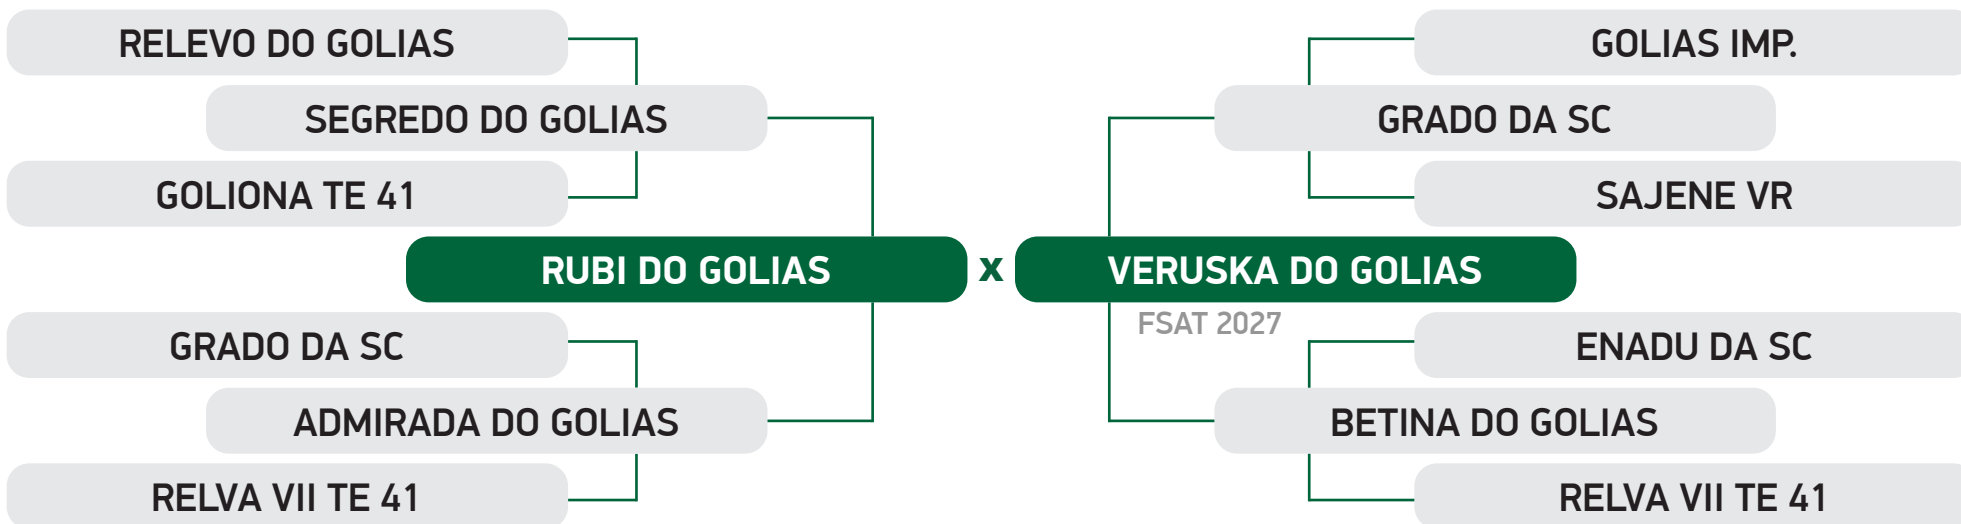 RELEVO DO GOLIAS
GOLIAS IMP.
SEGREDO DO GOLIAS
GRADO DA SC
GOLIONA TE 41
SAJENE VR
RUBI DO GOLIAS x VERUSKA DO GOLIAS
FSAT 2027
GRADO DA SC
ENADU DA SC
ADMIRADA DO GOLIAS
BETINA DO GOLIAS
RELVA VII TE 41
RELVA VII TE 41